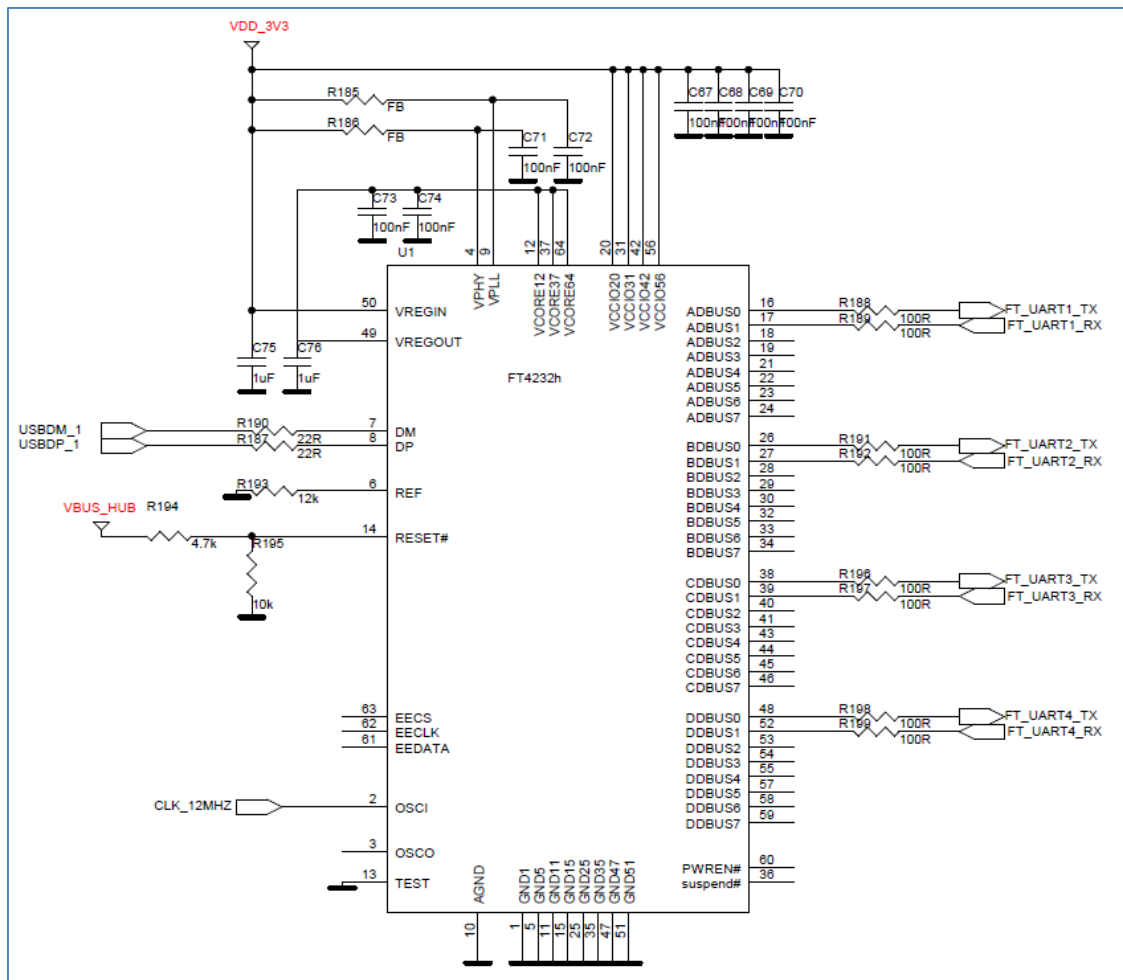 VDD_3V3
R185
FB
R186
FB
C67 C68 C69 C70
100nF 100nF 100nF 100nF
C71 C72
100nF 100nF
C73 C74
100nF 100nF
U1
4 9 12 37 64 20 31 42 56
VPHY VPLL VCORE12 VCORE37 VCORE64 VCCIO20 VCCIO31 VCCIO42 VCCIO56
50 VREGIN
49 VREGOUT
C75 C76
1uF 1uF
FT4232h
USBDM_1 R190 22R 7 DM
USBDP_1 R187 22R 8 DP
R193 12k 6 REF
VBUS_HUB R194 4.7k 14 RESET#
R195
10k
63 EECS
62 EECLK
61 EEDATA
CLK_12MHZ 2 OSCI
3 OSCO
13 TEST
ADBUS0 16 R188 100R FT_UART1_TX
ADBUS1 17 R189 100R FT_UART1_RX
ADBUS2 18
ADBUS3 19
ADBUS4 21
ADBUS5 22
ADBUS6 23
ADBUS7 24
BDBUS0 26 R191 100R FT_UART2_TX
BDBUS1 27 R192 100R FT_UART2_RX
BDBUS2 28
BDBUS3 29
BDBUS4 30
BDBUS5 32
BDBUS6 33
BDBUS7 34
CDBUS0 38 R196 100R FT_UART3_TX
CDBUS1 39 R197 100R FT_UART3_RX
CDBUS2 40
CDBUS3 41
CDBUS4 43
CDBUS5 44
CDBUS6 45
CDBUS7 46
DDBUS0 48 R198 100R FT_UART4_TX
DDBUS1 52 R199 100R FT_UART4_RX
DDBUS2 53
DDBUS3 54
DDBUS4 55
DDBUS5 57
DDBUS6 58
DDBUS7 59
PWREN# 60
suspend# 36
AGND GND1 GND5 GND11 GND15 GND25 GND35 GND47 GND51
10 1 5 11 15 25 35 47 51